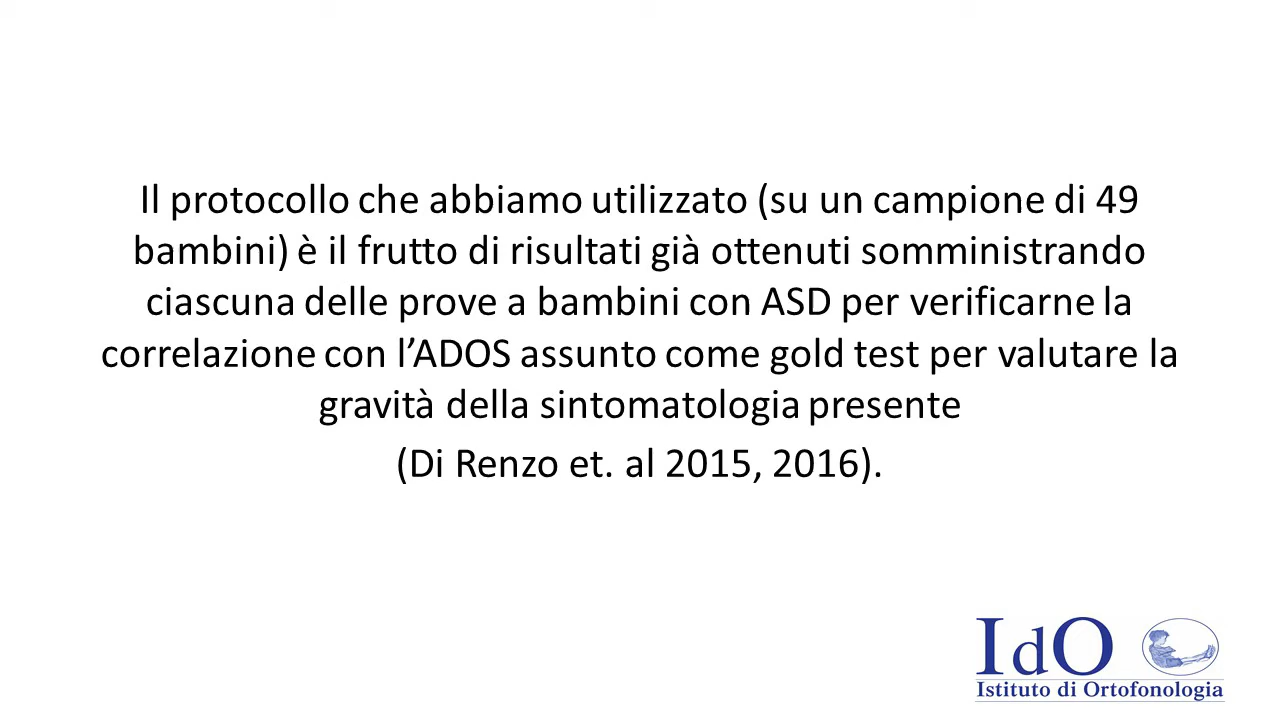 Il protocollo che abbiamo utilizzato (su un campione di 49
bambini) è il frutto di risultati già ottenuti somministrando
ciascuna delle prove a bambini con ASD per verificarne la
correlazione con l’ADOS assunto come gold test per valutare la
gravità della sintomatologia presente
(Di Renzo et. al 2015, 2016).
IdO
Istituto di Ortofonologia